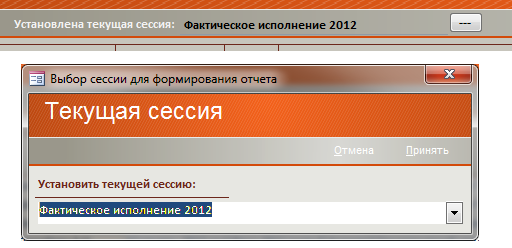 Установлена текущая сессия: Фактическое исполнение 2012 ---
Выбор сессии для формирования отчета
Текущая сессия
Отмена Принять
Установить текущей сессию:
Фактическое исполнение 2012